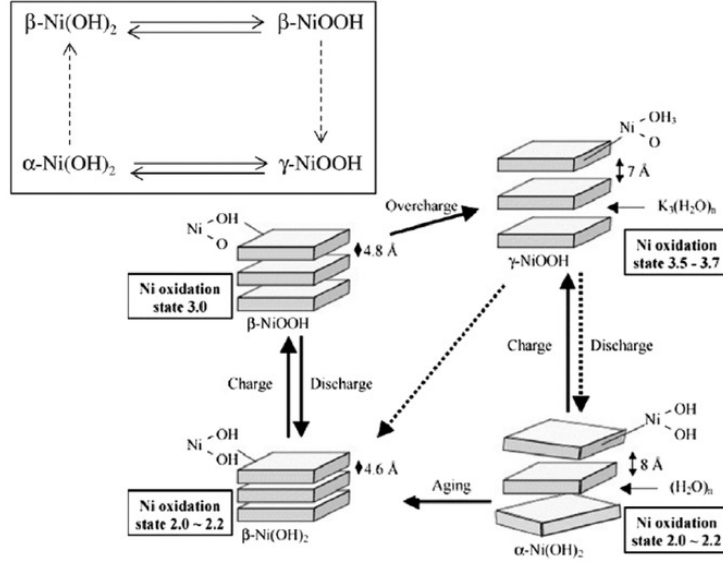 β-Ni(OH)₂
β-NiOOH
α-Ni(OH)₂
γ-NiOOH
Ni
OH₃
O
7 Å
K₃(H₂O)ₙ
Overcharge
Ni
OH
O
4.8 Å
Ni oxidation
state 3.5 - 3.7
γ-NiOOH
Ni oxidation
state 3.0
β-NiOOH
Charge
Discharge
Charge
Discharge
Ni
OH
OH
Ni
OH
OH
4.6 Å
8 Å
(H₂O)ₙ
Aging
Ni oxidation
state 2.0 ~ 2.2
β-Ni(OH)₂
Ni oxidation
state 2.0 ~ 2.2
α-Ni(OH)₂